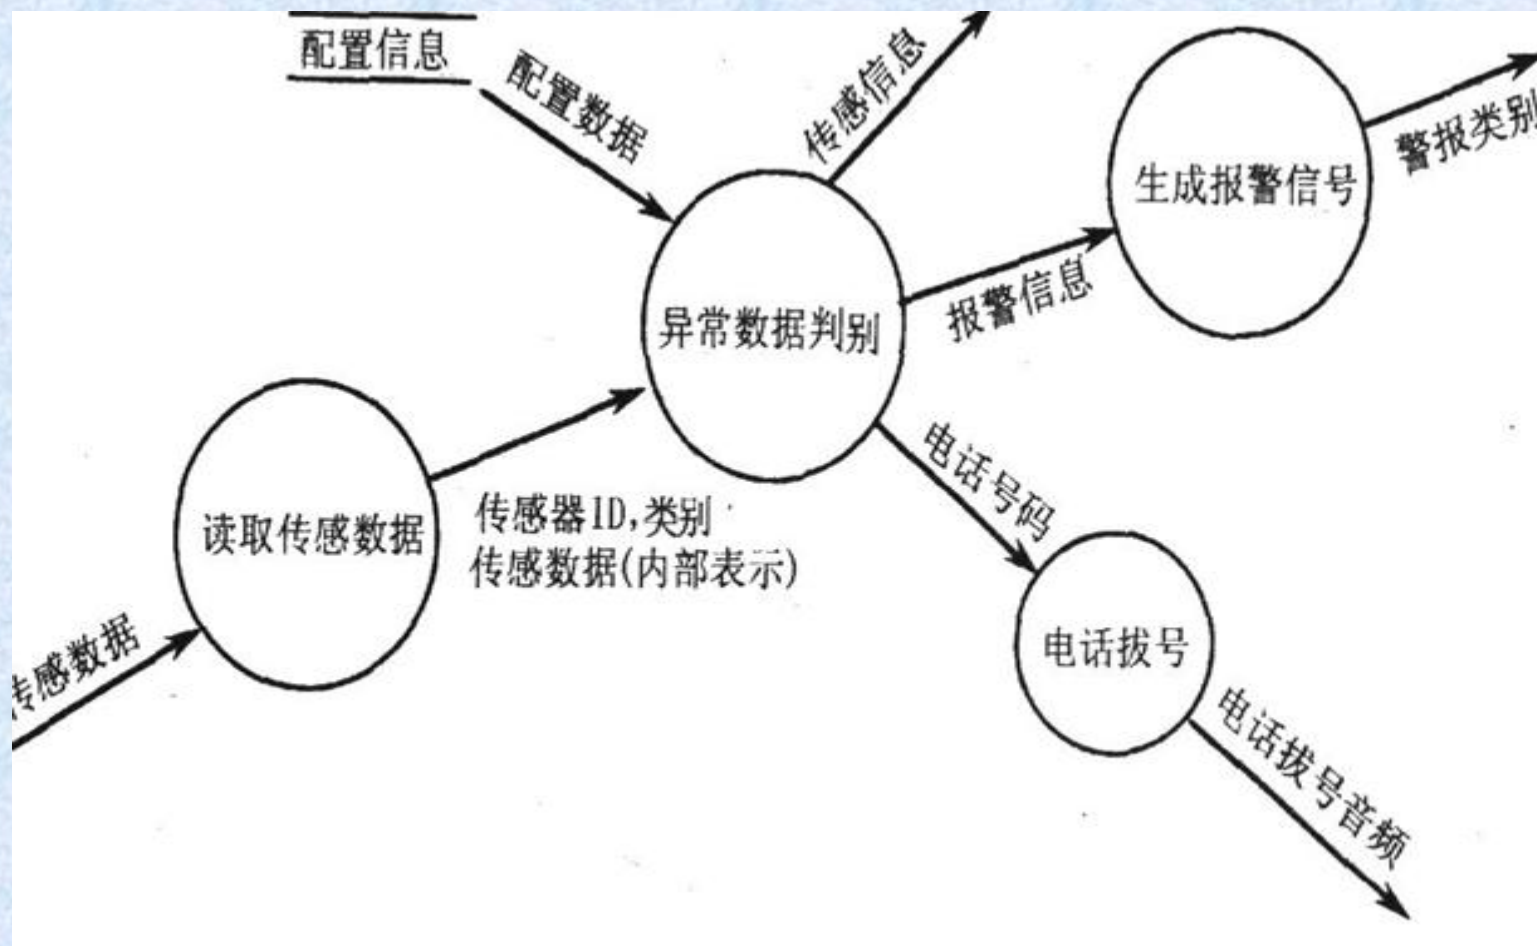 配置信息
配置数据
传感信息
警报类别
生成报警信号
报警信息
异常数据判别
电话号码
读取传感数据
传感器ID,类别
传感数据(内部表示)
传感数据
电话拔号
电话拔号音频